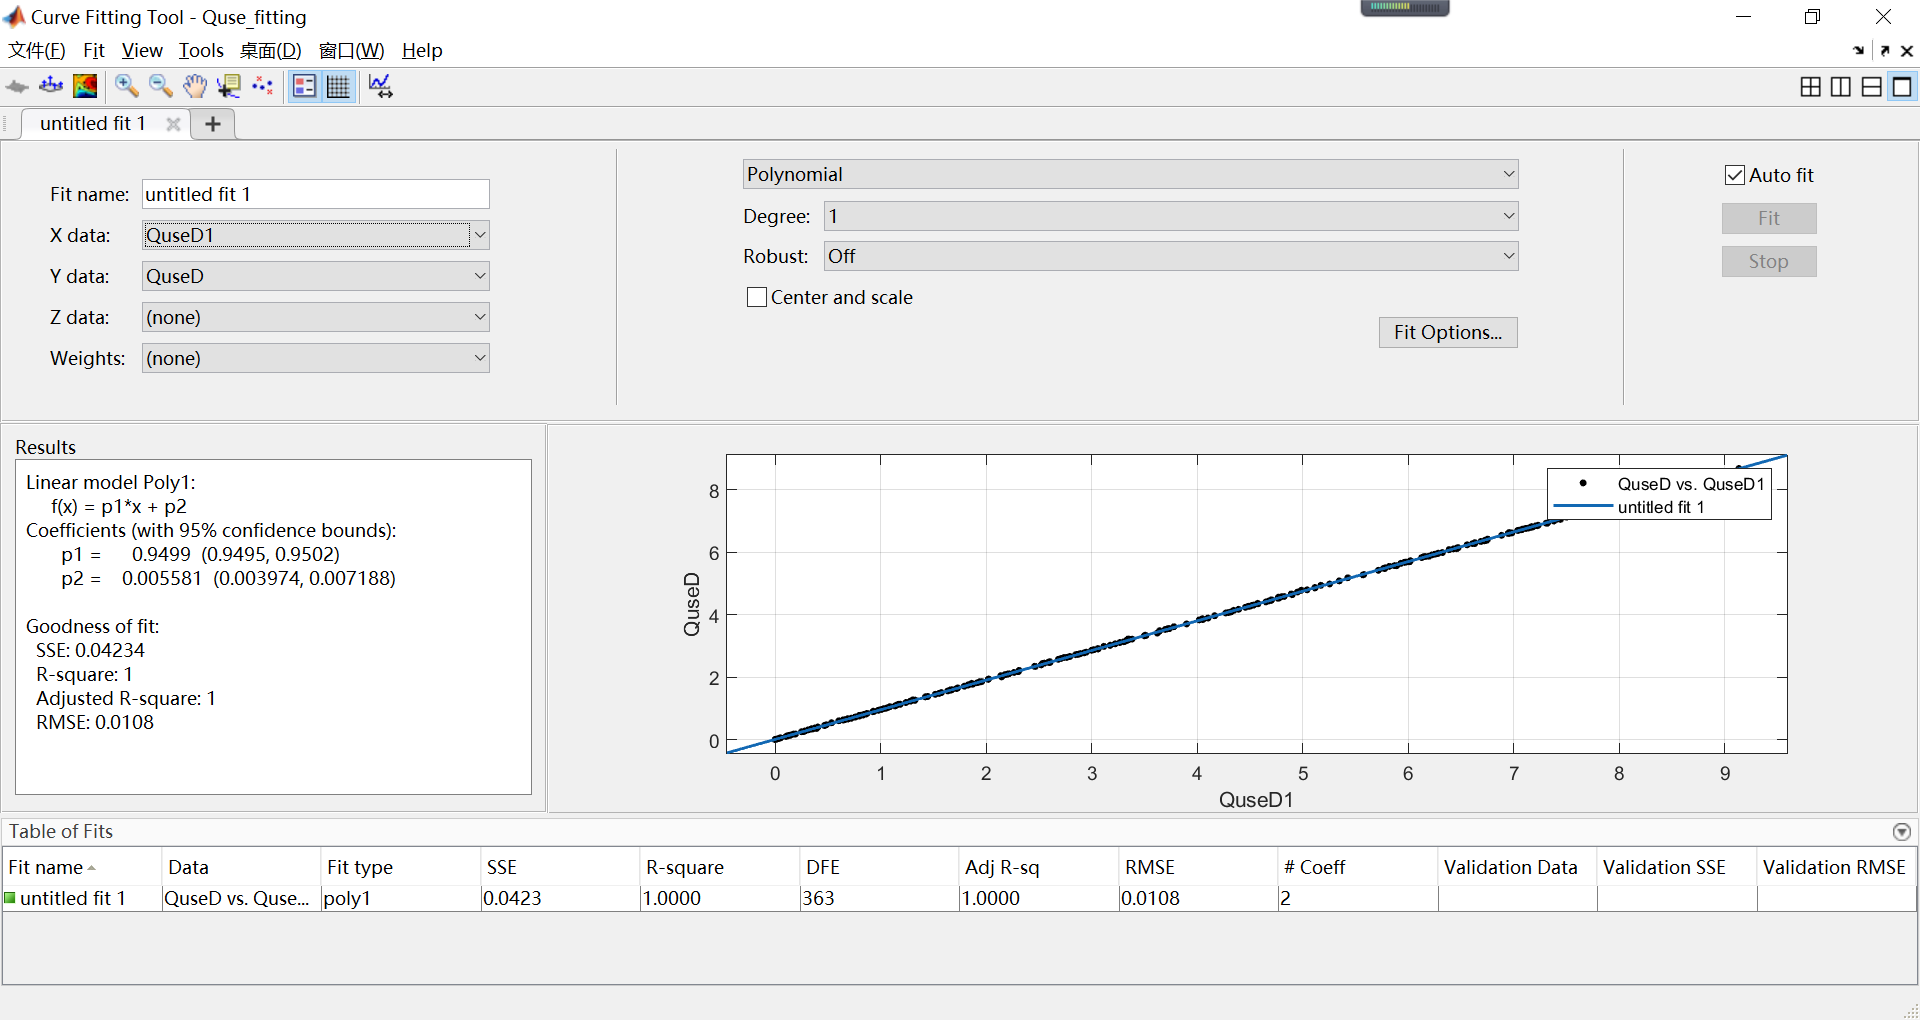 Curve Fitting Tool - Quse_fitting
文件(F) Fit View Tools 桌面(D) 窗口(W) Help
untitled fit 1
Fit name: untitled fit 1
X data: QuseD1
Y data: QuseD
Z data: (none)
Weights: (none)
Polynomial
Degree: 1
Robust: Off
Center and scale
Fit Options...
Auto fit
Fit
Stop
Results
Linear model Poly1:
f(x) = p1*x + p2
Coefficients (with 95% confidence bounds):
p1 = 0.9499 (0.9495, 0.9502)
p2 = 0.005581 (0.003974, 0.007188)
Goodness of fit:
SSE: 0.04234
R-square: 1
Adjusted R-square: 1
RMSE: 0.0108
QuseD vs. QuseD1
untitled fit 1
8
6
4
2
0
QuseD
0 1 2 3 4 5 6 7 8 9
QuseD1
Table of Fits
Fit name Data Fit type SSE R-square DFE Adj R-sq RMSE # Coeff Validation Data Validation SSE Validation RMSE
untitled fit 1 QuseD vs. Quse... poly1 0.0423 1.0000 363 1.0000 0.0108 2